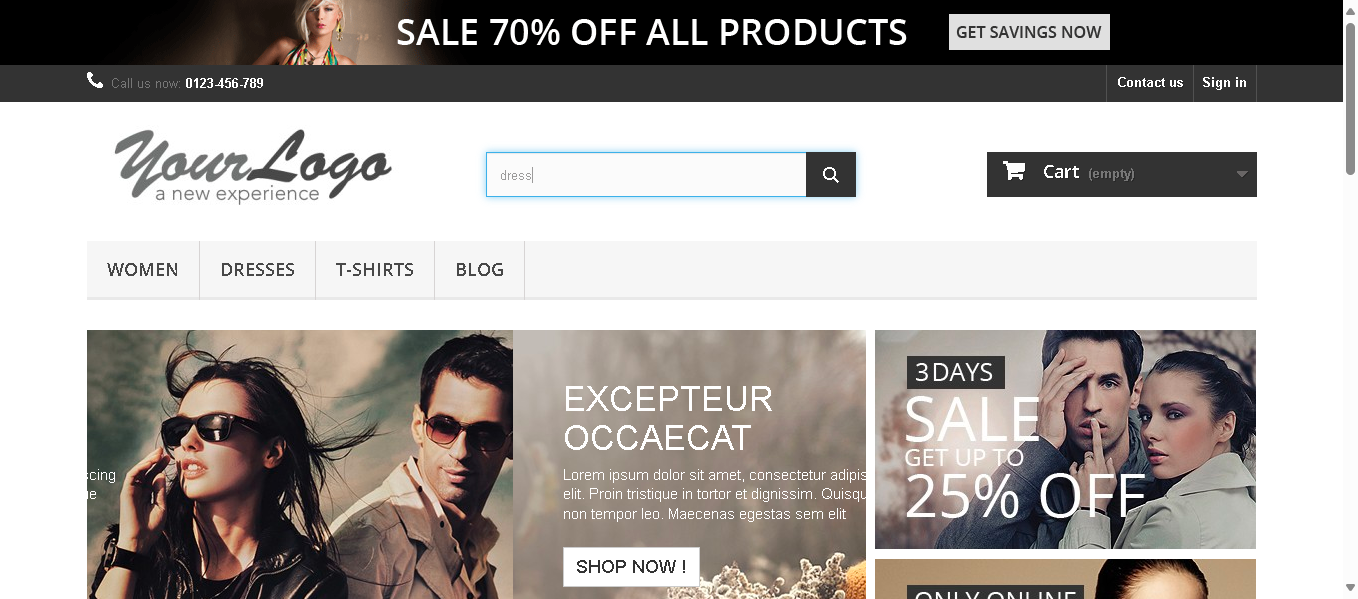 SALE 70% OFF ALL PRODUCTS
GET SAVINGS NOW
Call us now: 0123-456-789
Contact us
Sign in
YourLogo
a new experience
dress
Cart (empty)
WOMEN
DRESSES
T-SHIRTS
BLOG
EXCEPTEUR
OCCAECAT
Lorem ipsum dolor sit amet, consectetur adipis
elit. Proin tristique in tortor et dignissim. Quisqu
non tempor leo. Maecenas egestas sem elit
SHOP NOW !
3DAYS
SALE
GET UP TO
25% OFF
ONLY ONLINE